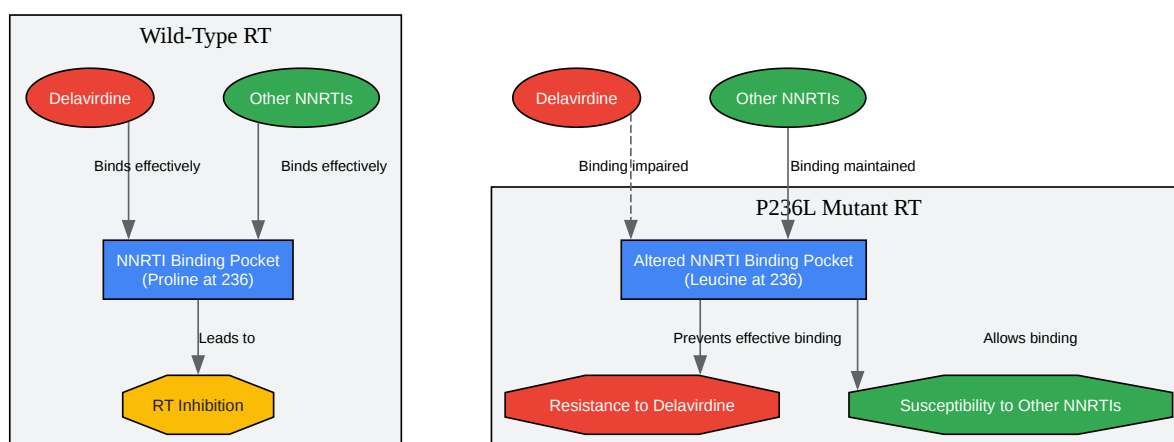 Wild-Type RT
Delavirdine
Other NNRTIs
Binds effectively
Binds effectively
NNRTI Binding Pocket
(Proline at 236)
Leads to
RT Inhibition
Delavirdine
Other NNRTIs
Binding impaired
Binding maintained
P236L Mutant RT
Altered NNRTI Binding Pocket
(Leucine at 236)
Prevents effective binding
Allows binding
Resistance to Delavirdine
Susceptibility to Other NNRTIs